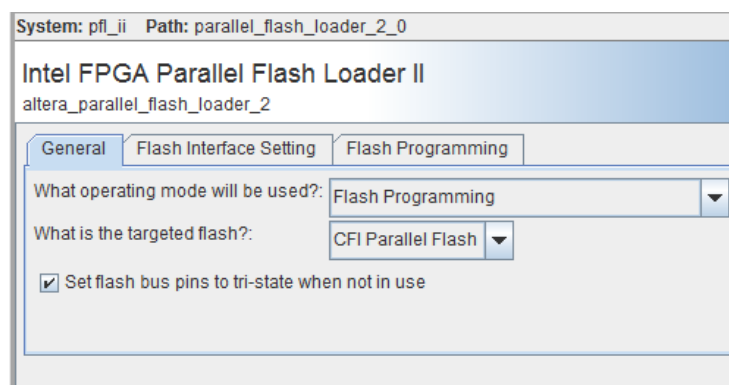 System: pfl_ii Path: parallel_flash_loader_2_0
Intel FPGA Parallel Flash Loader II
altera_parallel_flash_loader_2
General Flash Interface Setting Flash Programming
What operating mode will be used?: Flash Programming
What is the targeted flash?: CFI Parallel Flash
Set flash bus pins to tri-state when not in use